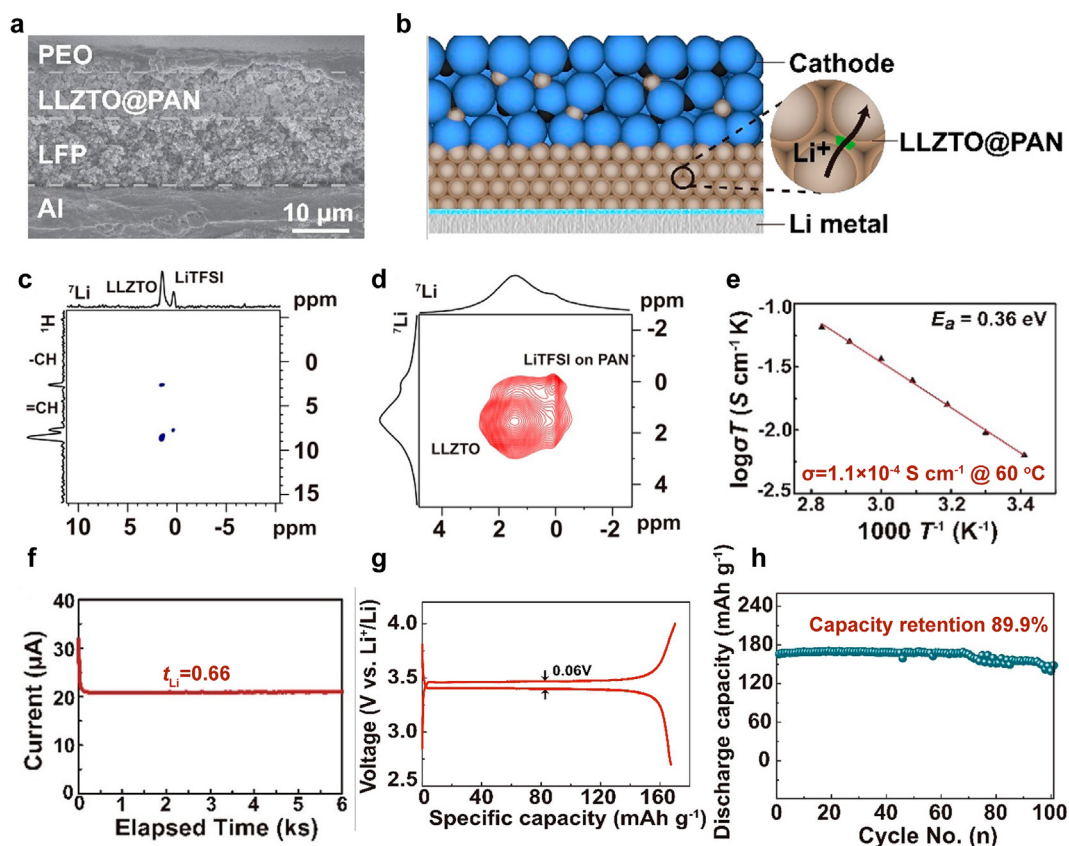 a
PEO
LLZTO@PAN
LFP
Al
10 μm
b
Cathode
Li⁺
LLZTO@PAN
Li metal
c
⁷Li
LLZTO
LiTFSI
ppm
¹H
-CH
=CH
0
5
10
15
10 5 0 -5
ppm
d
⁷Li
ppm
⁷Li
-2
0
2
4
LiTFSI on PAN
LLZTO
4 2 0 -2
ppm
e
-1.0
-1.5
-2.0
-2.5
logσT (S cm⁻¹ K)
Eₐ = 0.36 eV
σ=1.1×10⁻⁴ S cm⁻¹ @ 60 °C
2.8 3.0 3.2 3.4
1000 T⁻¹ (K⁻¹)
f
40
30
20
10
0
Current (μA)
t_Li=0.66
0 1 2 3 4 5 6
Elapsed Time (ks)
g
4.0
3.5
3.0
2.5
Voltage (V vs. Li⁺/Li)
0.06V
0 40 80 120 160
Specific capacity (mAh g⁻¹)
h
240
180
120
60
0
Discharge capacity (mAh g⁻¹)
Capacity retention 89.9%
0 20 40 60 80 100
Cycle No. (n)